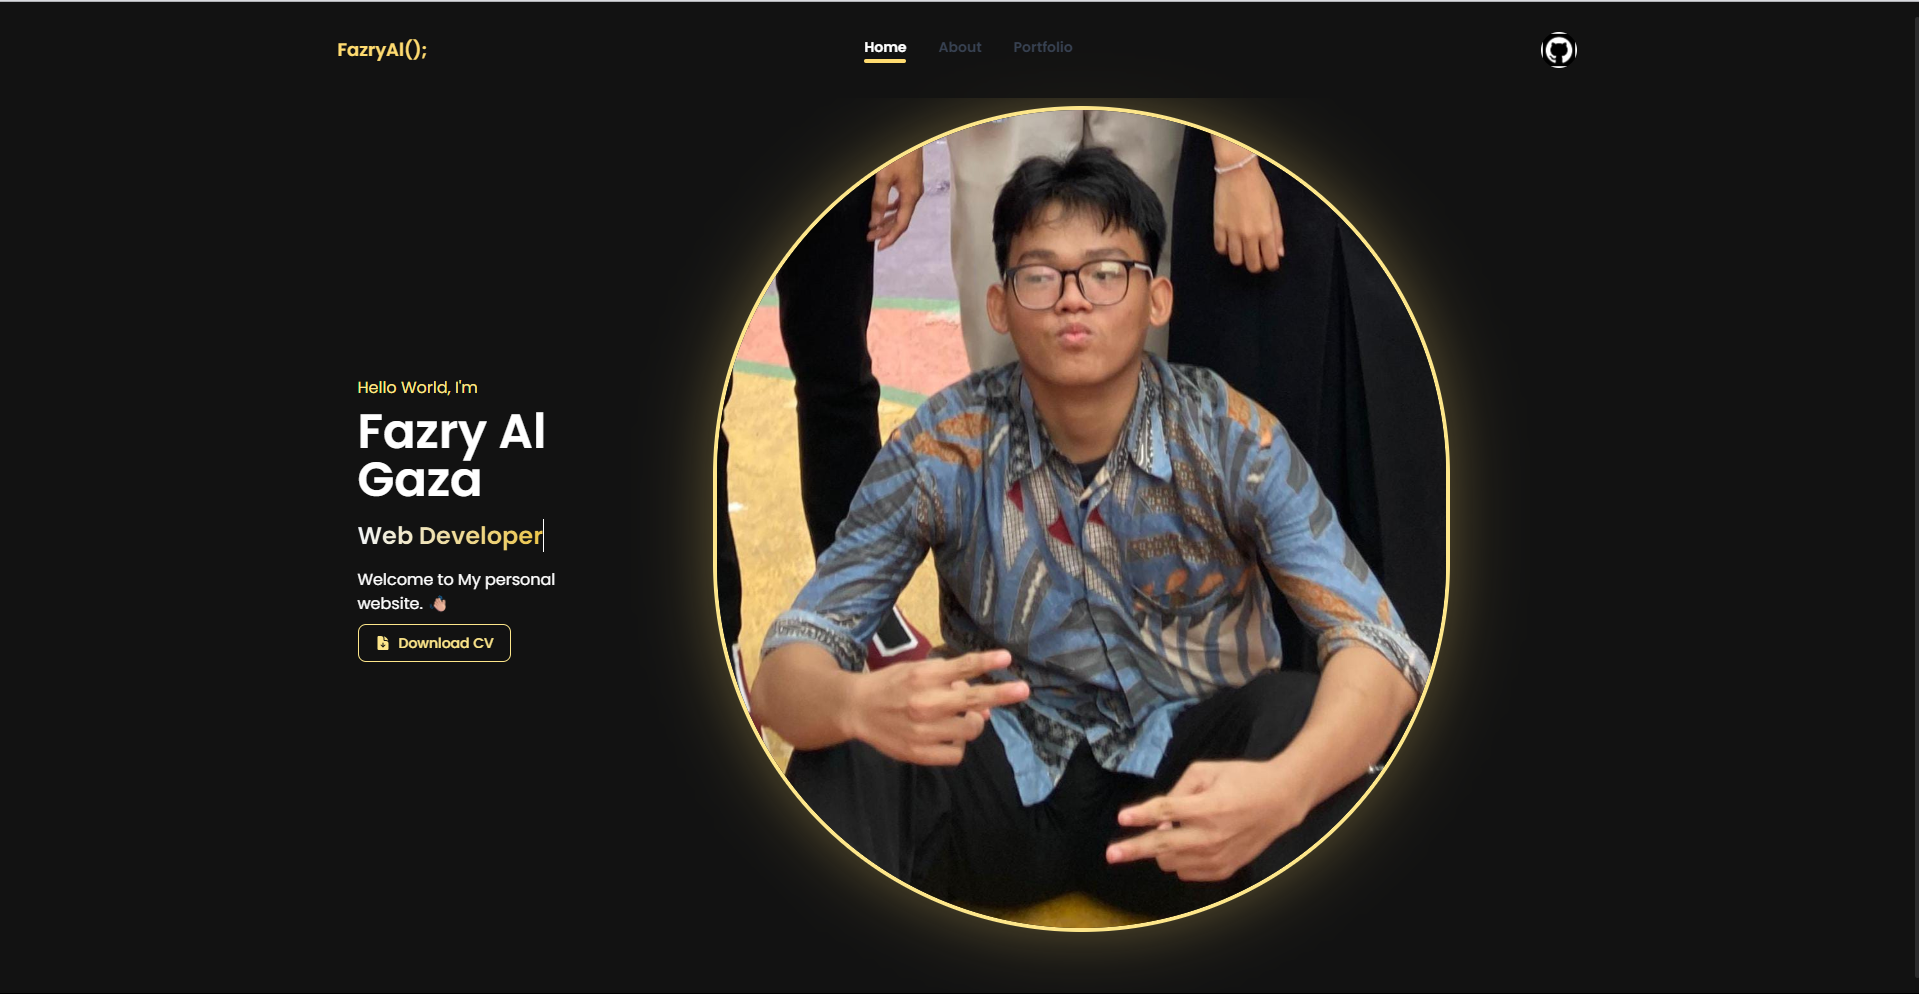 FazryAl();
Home
About
Portfolio
Hello World, I'm
Fazry Al
Gaza
Web Developer
Welcome to My personal
website. 👋🏻
Download CV